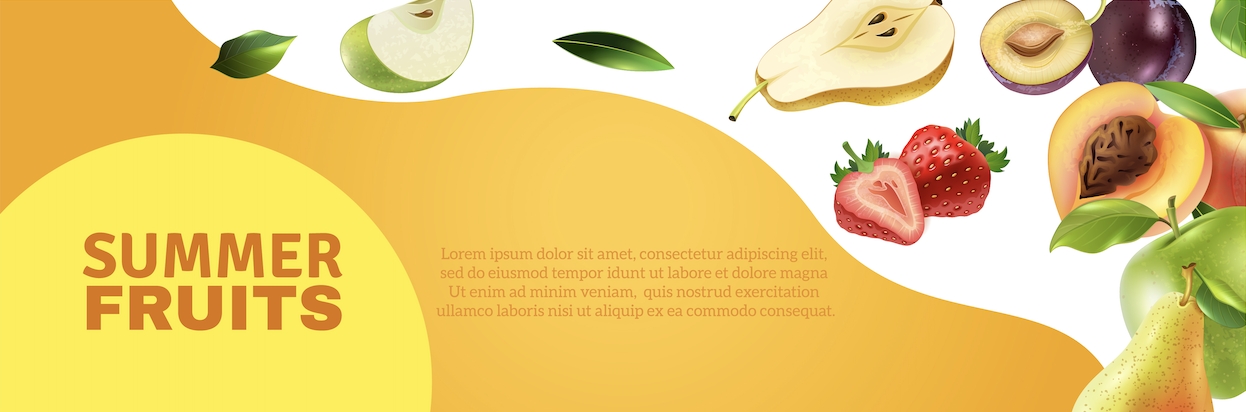 SUMMER
FRUITS
Lorem ipsum dolor sit amet, consectetur adipiscing elit,
sed do eiusmod tempor idunt ut labore et dolore magna
Ut enim ad minim veniam,  quis nostrud exercitation
ullamco laboris nisi ut aliquip ex ea commodo consequat.